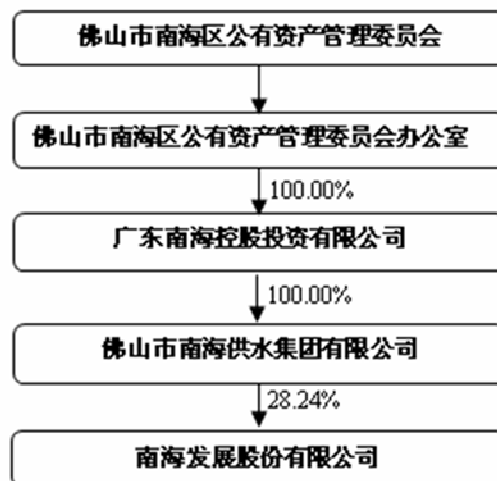 佛山市南海区公有资产管理委员会
佛山市南海区公有资产管理委员会办公室
100.00%
广东南海控股投资有限公司
100.00%
佛山市南海供水集团有限公司
28.24%
南海发展股份有限公司